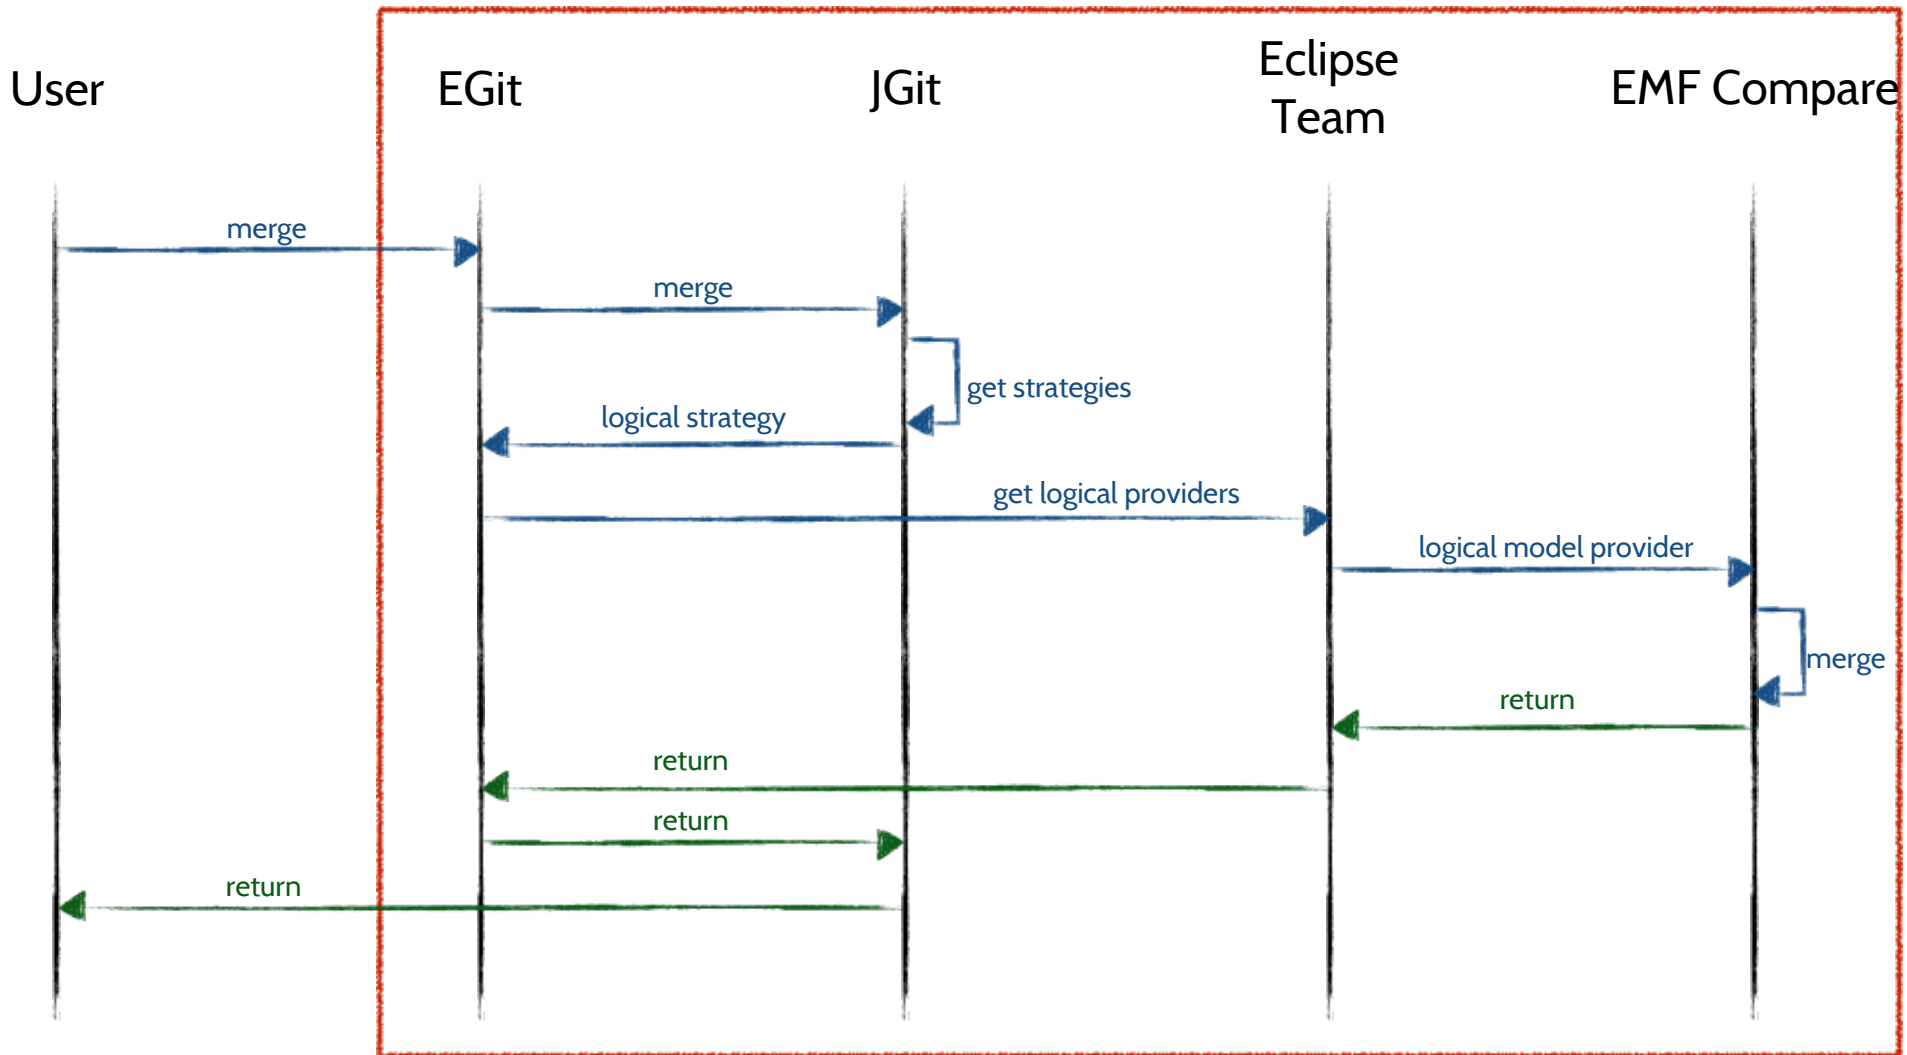 User
EGit
JGit
Eclipse
Team
EMF Compare
merge
merge
get strategies
logical strategy
get logical providers
logical model provider
merge
return
return
return
return